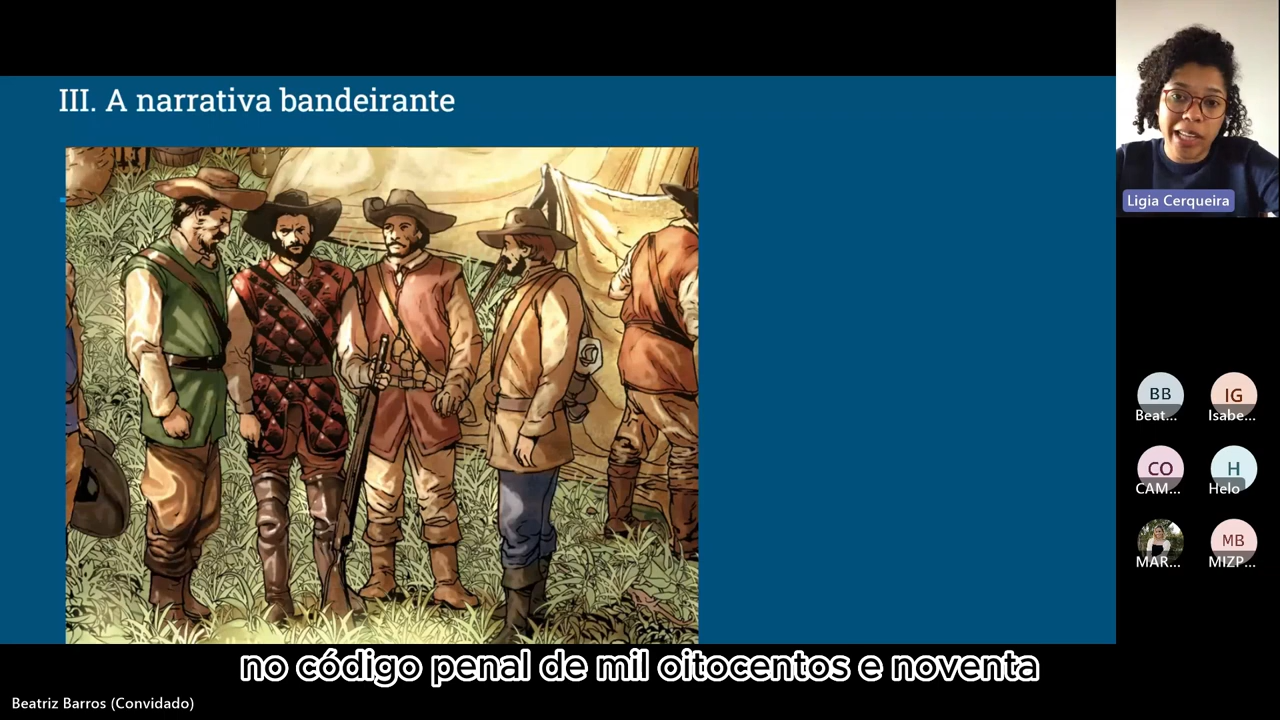 III. A narrativa bandeirante
Ligia Cerqueira
BB
IG
Beat...
Isabe...
CO
H
CAM...
Helo
MAR...
MB
MIZP...
no código penal de mil oitocentos e noventa
Beatriz Barros (Convidado)